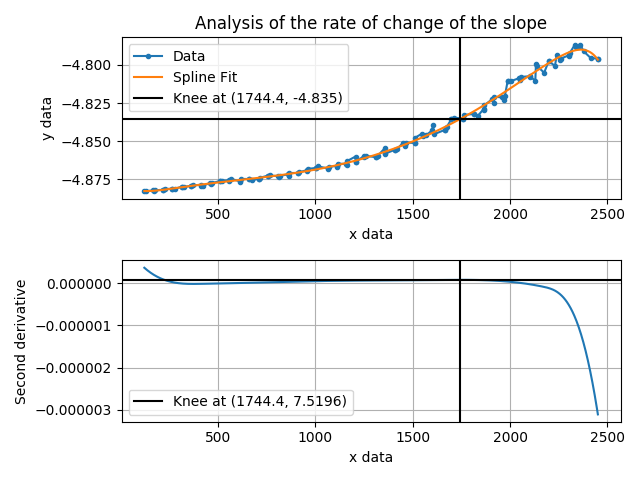 Analysis of the rate of change of the slope
Data
Spline Fit
Knee at (1744.4, -4.835)
−4.800
−4.825
−4.850
−4.875
y data
500
1000
1500
2000
2500
x data
0.000000
−0.000001
−0.000002
−0.000003
Second derivative
Knee at (1744.4, 7.5196)
500
1000
1500
2000
2500
x data